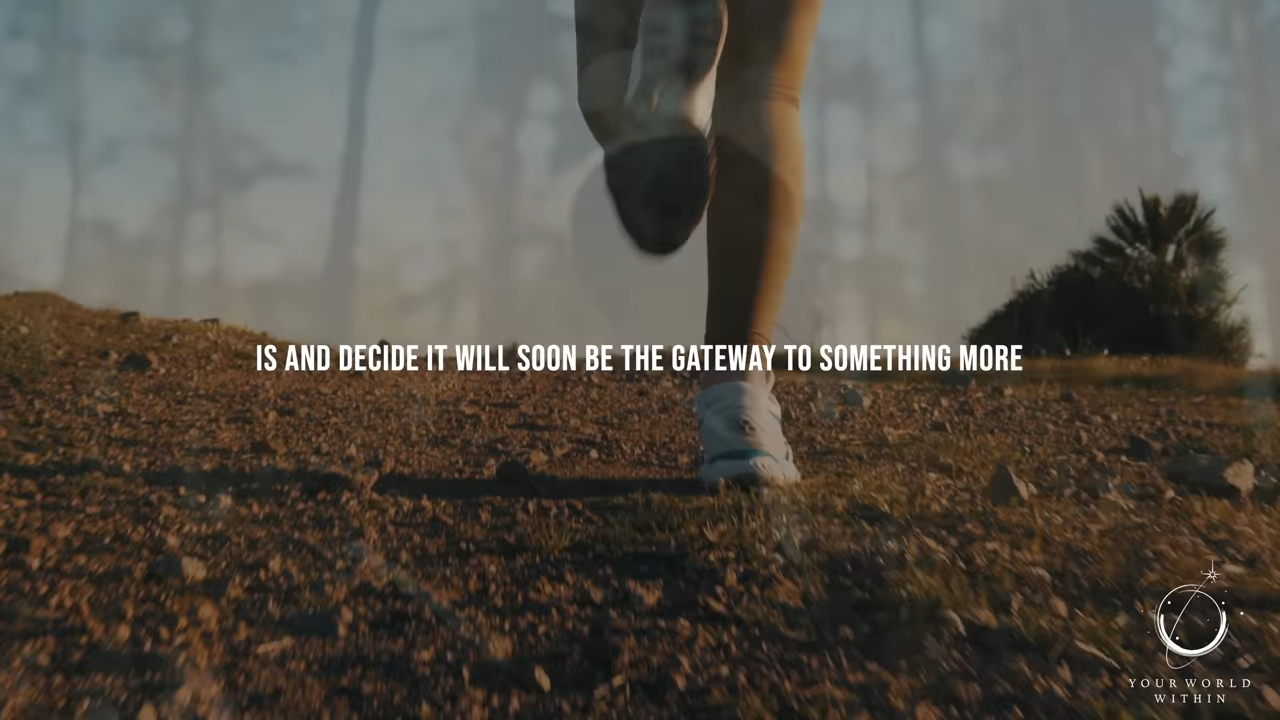 IS AND DECIDE IT WILL SOON BE THE GATEWAY TO SOMETHING MORE
YOUR WORLD
WITHIN